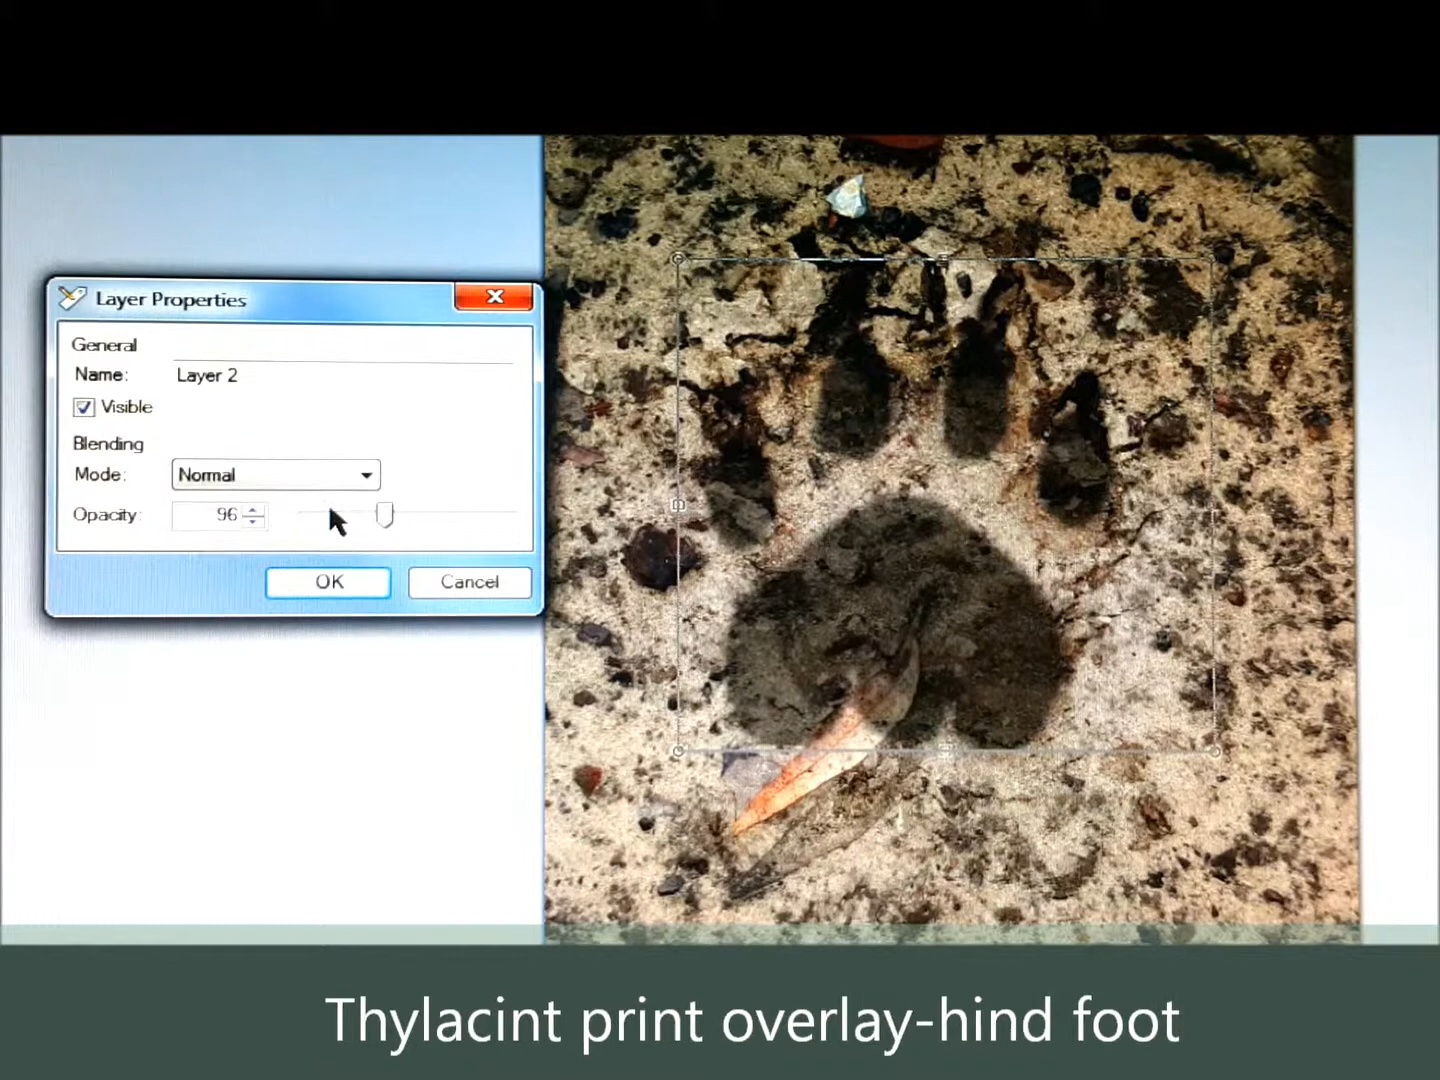 Layer Properties
General
Name: Layer 2
Visible
Blending
Mode: Normal
Opacity: 96
OK Cancel
Thylacint print overlay-hind foot